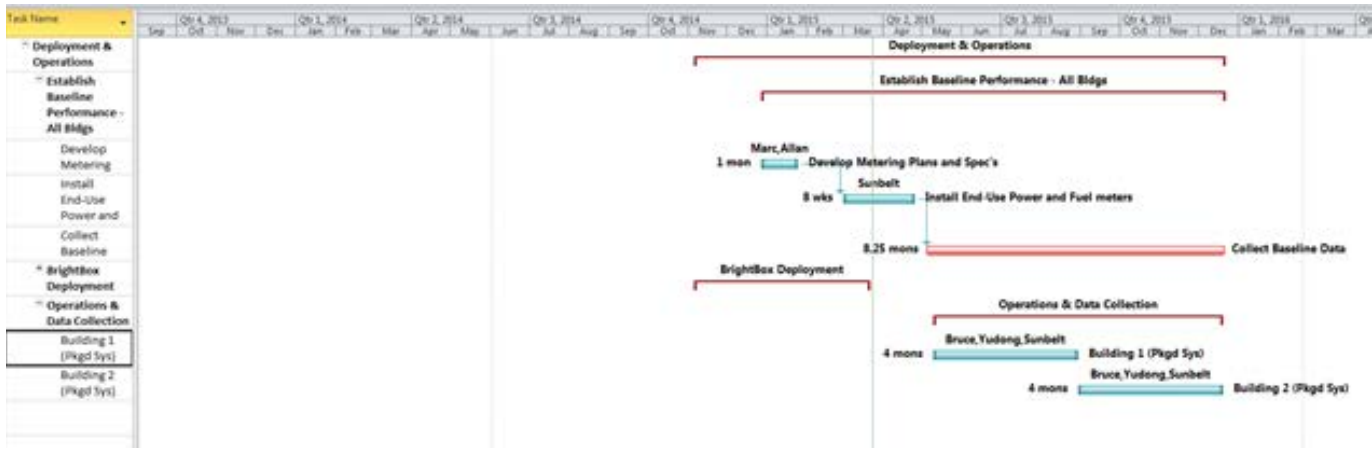 Task Name
Qtr 4, 2013 Qtr 1, 2014 Qtr 2, 2014 Qtr 3, 2014 Qtr 4, 2014 Qtr 1, 2015 Qtr 2, 2015 Qtr 3, 2015 Qtr 4, 2015 Qtr 1, 2016 Qt
Sep Oct Nov Dec Jan Feb Mar Apr May Jun Jul Aug Sep Oct Nov Dec Jan Feb Mar Apr May Jun Jul Aug Sep Oct Nov Dec Jan Feb Mar
Deployment &
Operations
Deployment & Operations
Establish
Baseline
Performance -
All Bldgs
Establish Baseline Performance - All Bldgs
Develop
Metering
Marc,Allan
1 mon
Develop Metering Plans and Spec's
Install
End-Use
Power and
Sunbelt
8 wks
Install End-Use Power and Fuel meters
Collect
Baseline
8.25 mons
Collect Baseline Data
BrightBox
Deployment
BrightBox Deployment
Operations &
Data Collection
Operations & Data Collection
Building 1
(Pkgd Sys)
Bruce,Yudong,Sunbelt
4 mons
Building 1 (Pkgd Sys)
Building 2
(Pkgd Sys)
Bruce,Yudong,Sunbelt
4 mons
Building 2 (Pkgd Sys)